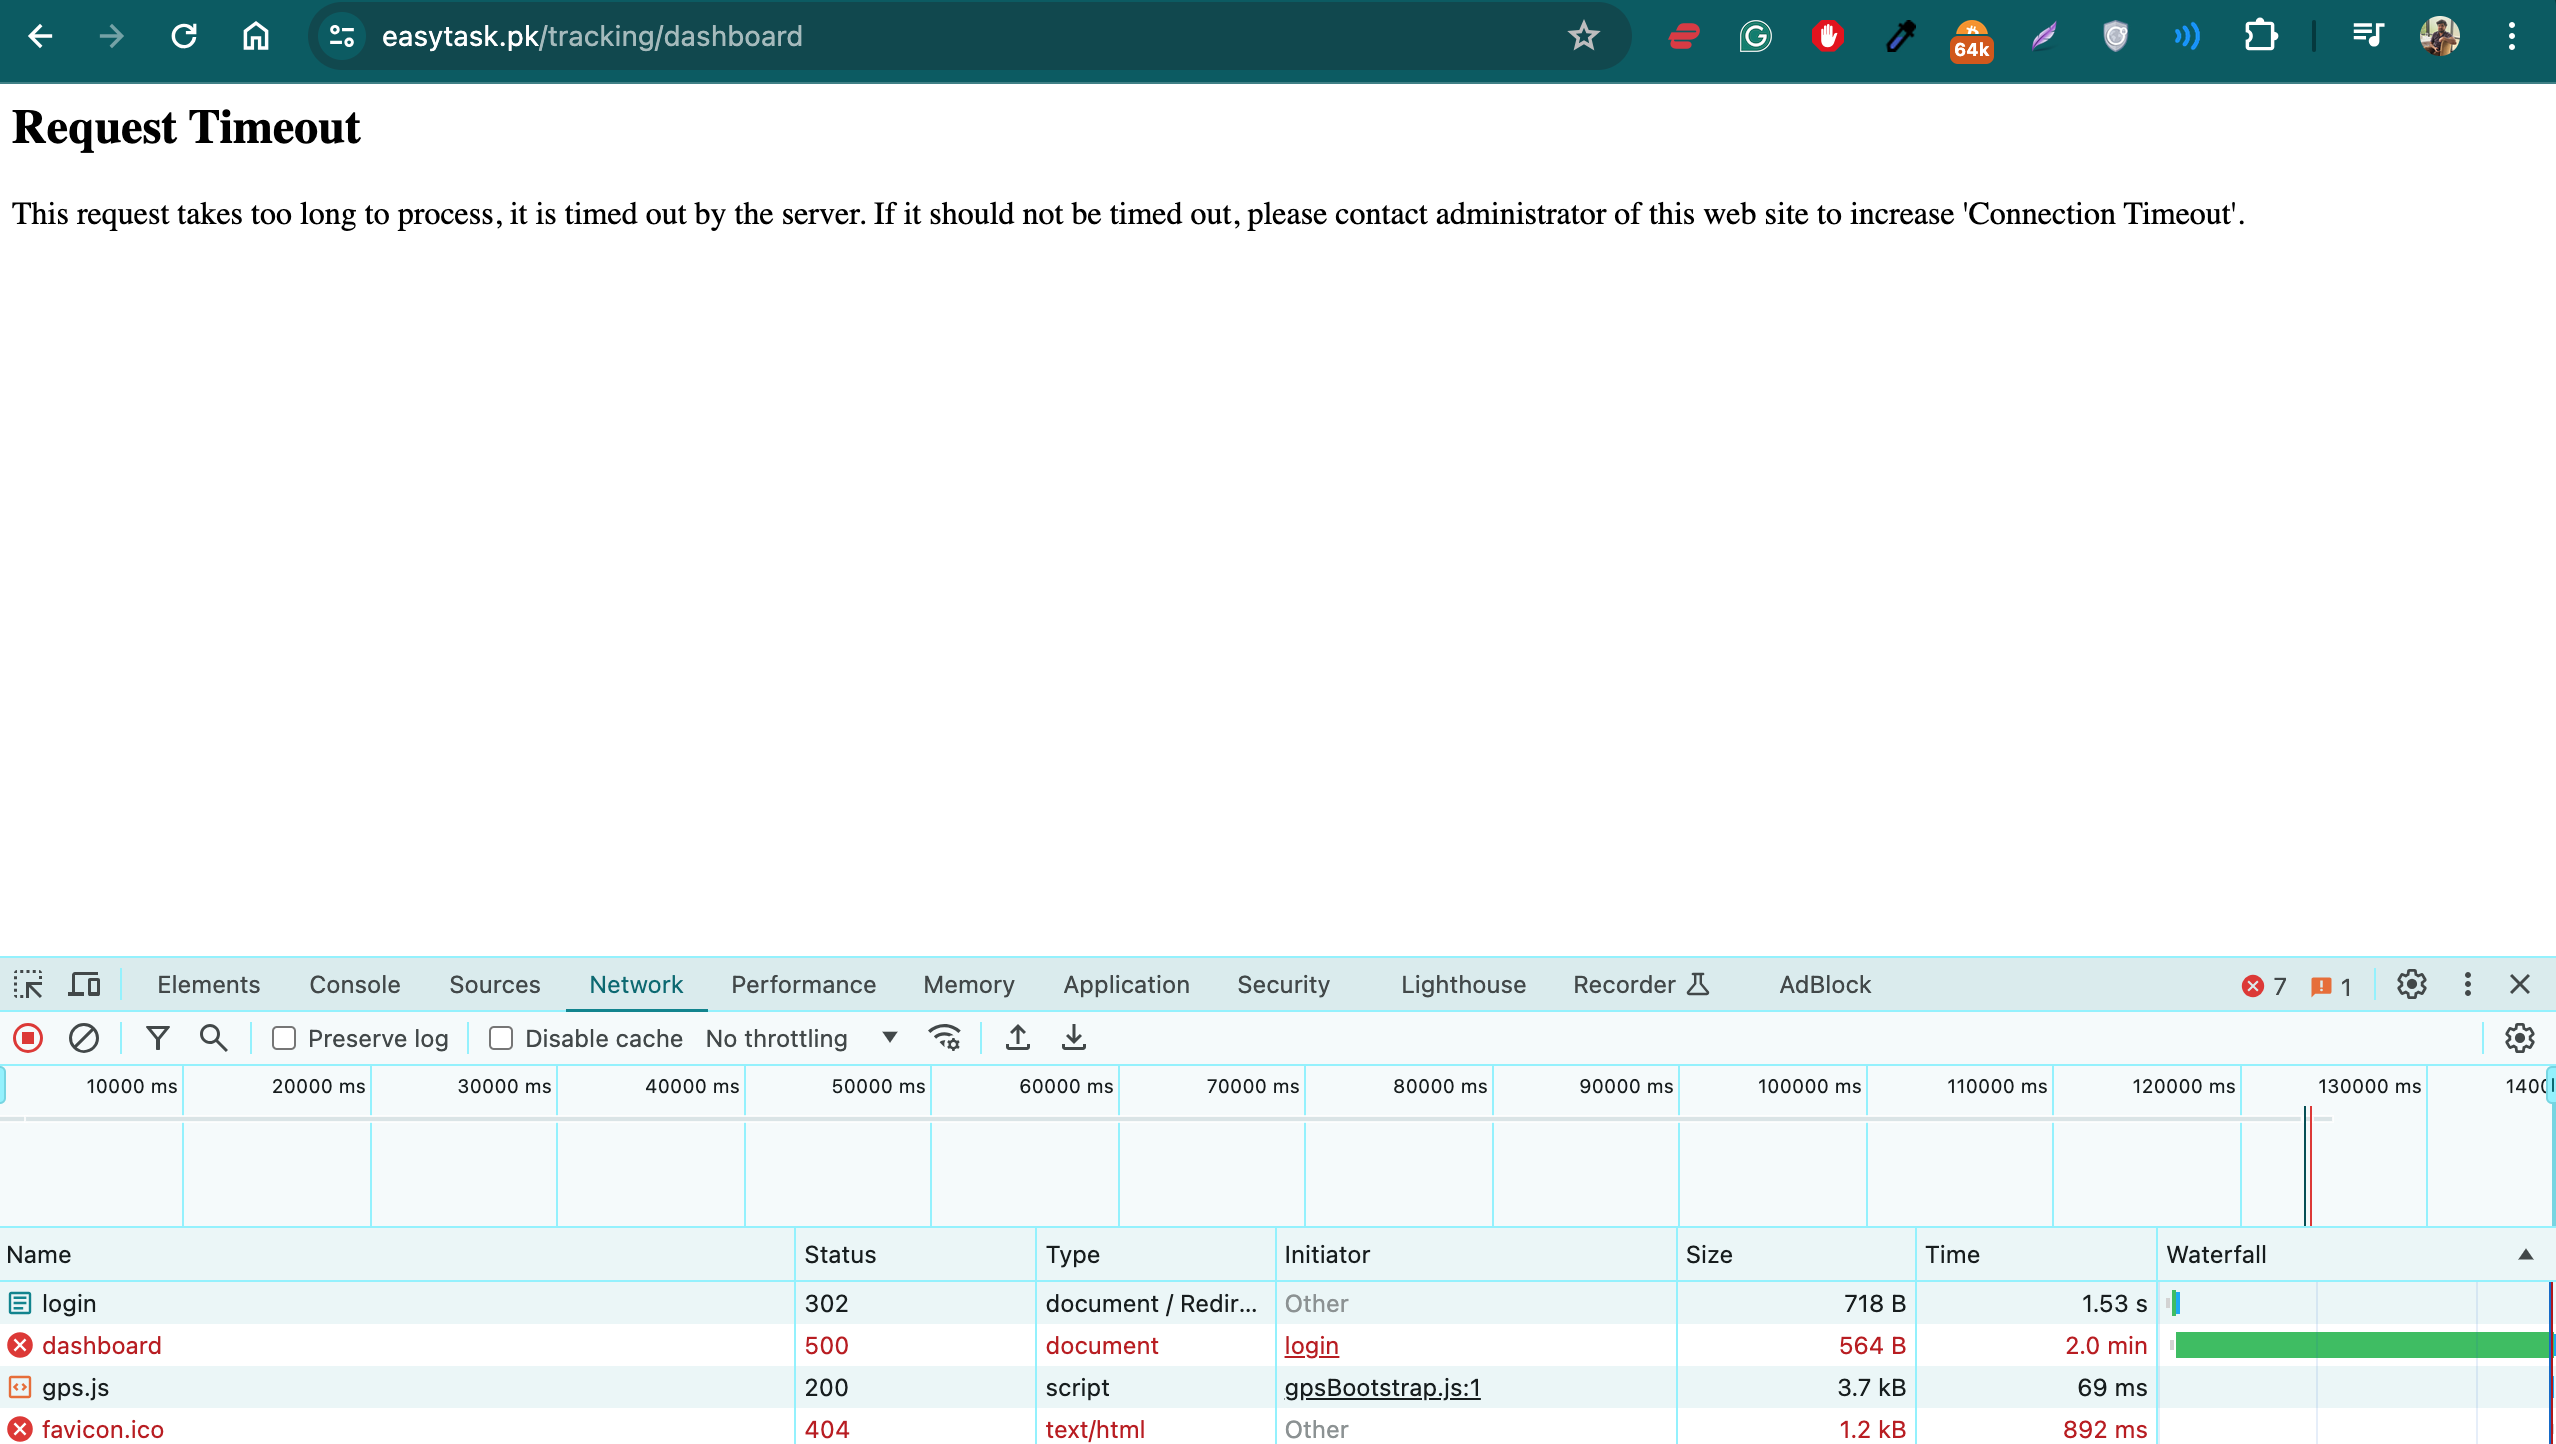 easytask.pk/tracking/dashboard
64k
Request Timeout
This request takes too long to process, it is timed out by the server. If it should not be timed out, please contact administrator of this web site to increase 'Connection Timeout'.
Elements Console Sources Network Performance Memory Application Security Lighthouse Recorder AdBlock 7 1
Preserve log Disable cache No throttling
10000 ms 20000 ms 30000 ms 40000 ms 50000 ms 60000 ms 70000 ms 80000 ms 90000 ms 100000 ms 110000 ms 120000 ms 130000 ms 1400
Name Status Type Initiator Size Time Waterfall
login 302 document / Redir... Other 718 B 1.53 s
dashboard 500 document login 564 B 2.0 min
gps.js 200 script gpsBootstrap.js:1 3.7 kB 69 ms
favicon.ico 404 text/html Other 1.2 kB 892 ms